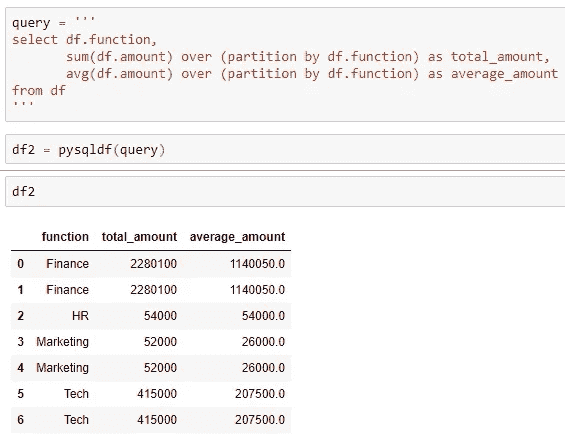 query = '''
select df.function,
       sum(df.amount) over (partition by df.function) as total_amount,
       avg(df.amount) over (partition by df.function) as average_amount
from df
'''
df2 = pysqldf(query)
df2
function total_amount average_amount
0 Finance 2280100 1140050.0
1 Finance 2280100 1140050.0
2 HR 54000 54000.0
3 Marketing 52000 26000.0
4 Marketing 52000 26000.0
5 Tech 415000 207500.0
6 Tech 415000 207500.0